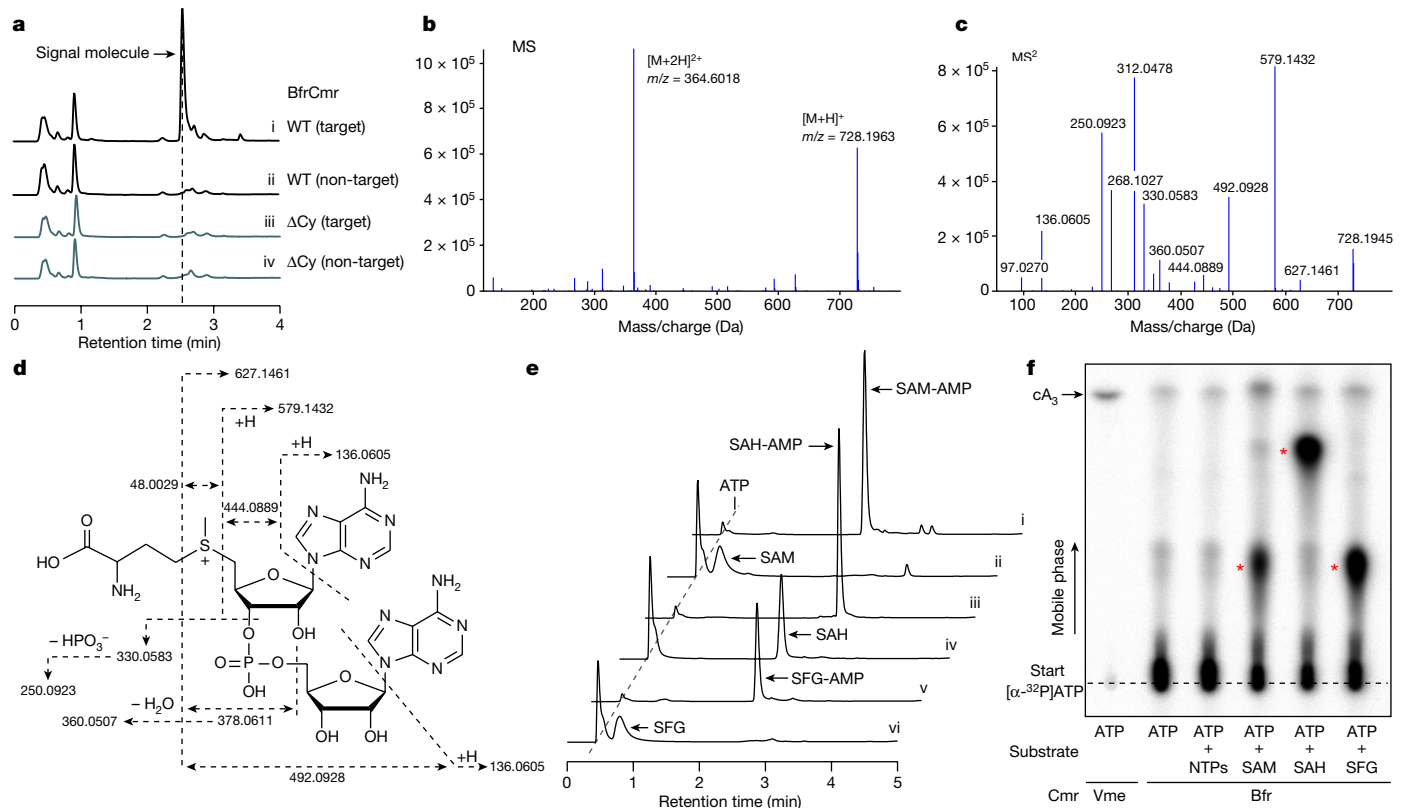 a
Signal molecule
BfrCmr
i WT (target)
ii WT (non-target)
iii ΔCy (target)
iv ΔCy (non-target)
0 1 2 3 4
Retention time (min)
b
MS
10 × 10⁵
8 × 10⁵
6 × 10⁵
4 × 10⁵
2 × 10⁵
0
[M+2H]²⁺
m/z = 364.6018
[M+H]⁺
m/z = 728.1963
200 300 400 500 600 700
Mass/charge (Da)
c
MS²
8 × 10⁵
6 × 10⁵
4 × 10⁵
2 × 10⁵
0
97.0270
136.0605
250.0923
268.1027
312.0478
330.0583
360.0507
444.0889
492.0928
579.1432
627.1461
728.1945
100 200 300 400 500 600 700
Mass/charge (Da)
d
627.1461
579.1432
+H
+H
136.0605
48.0029
444.0889
NH₂
N
N
N
N
O
HO
NH₂
S
+
O
OH
O
O=P—O
OH
NH₂
N
N
N
N
O
OH OH
– HPO₃⁻
330.0583
250.0923
– H₂O
360.0507
378.0611
492.0928
+H
136.0605
e
SAM-AMP
SAH-AMP
ATP
i
SAM
ii
iii
SAH
iv
SFG-AMP
v
SFG
vi
0 1 2 3 4 5
Retention time (min)
f
cA₃
Mobile phase
Start
[α-³²P]ATP
*
*
*
Substrate
ATP
ATP
ATP + NTPs
ATP + SAM
ATP + SAH
ATP + SFG
Cmr Vme Bfr